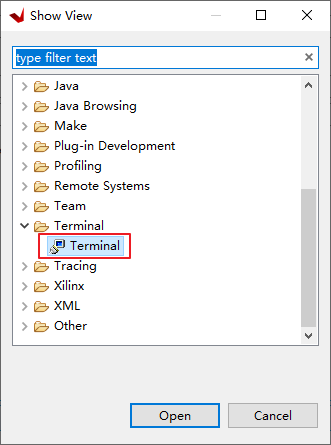 Show View
type filter text
Java
Java Browsing
Make
Plug-in Development
Profiling
Remote Systems
Team
Terminal
Terminal
Tracing
Xilinx
XML
Other
Open
Cancel